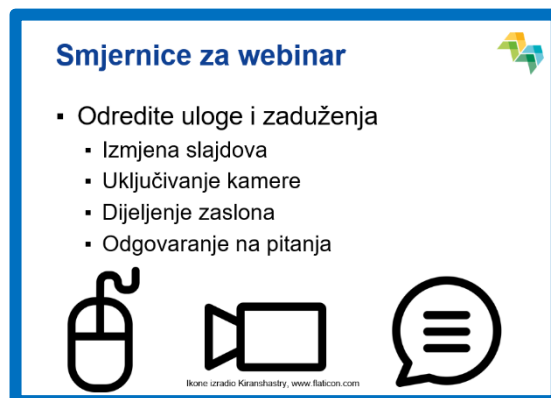 Smjernice za webinar
▪ Odredite uloge i zaduženja
▪ Izmjena slajdova
▪ Uključivanje kamere
▪ Dijeljenje zaslona
▪ Odgovaranje na pitanja
Ikone izradio Kiranshastry, www.flaticon.com